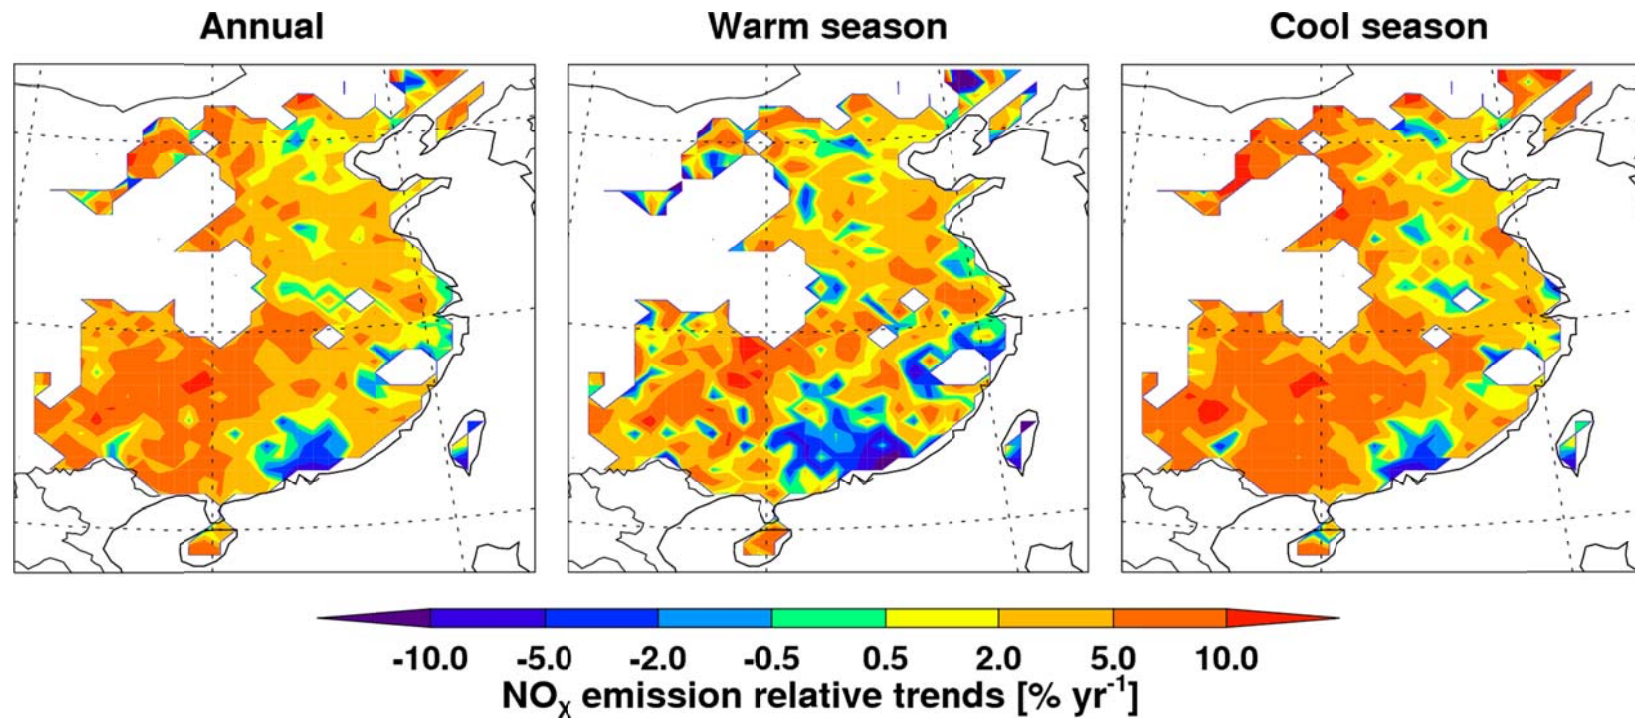 Annual Warm season Cool season
-10.0 -5.0 -2.0 -0.5 0.5 2.0 5.0 10.0
NOχ emission relative trends [% yr⁻¹]